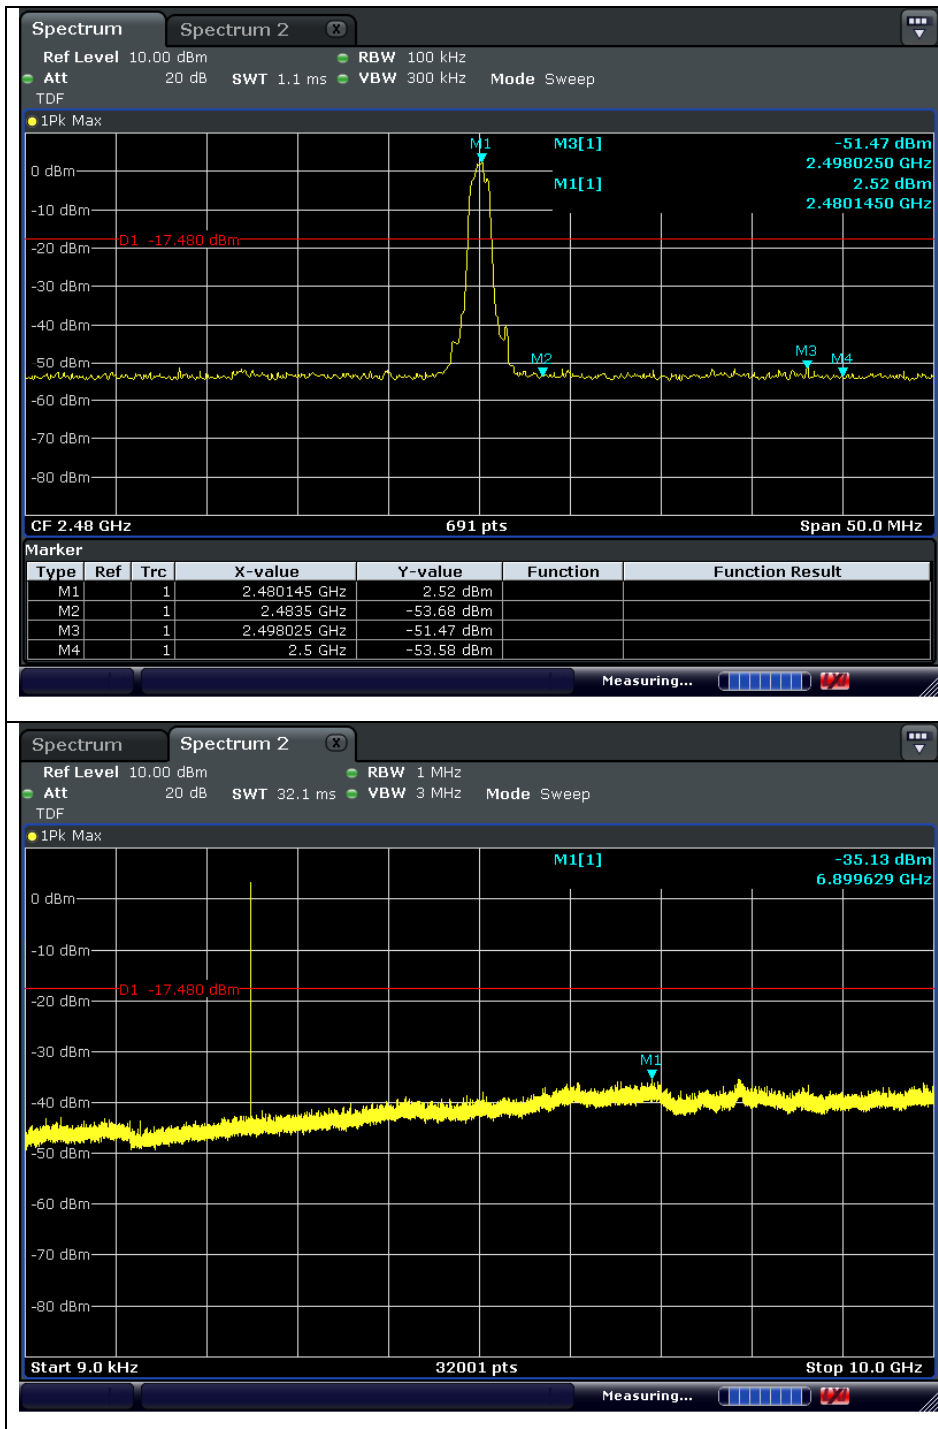 Spectrum Spectrum 2 X
Ref Level 10.00 dBm RBW 100 kHz
Att 20 dB SWT 1.1 ms VBW 300 kHz Mode Sweep
TDF
1Pk Max
M1 M3[1] -51.47 dBm
2.4980250 GHz
0 dBm
M1[1] 2.52 dBm
2.4801450 GHz
-10 dBm
D1 -17.480 dBm
-20 dBm
-30 dBm
-40 dBm
M2 M3 M4
-50 dBm
-60 dBm
-70 dBm
-80 dBm
CF 2.48 GHz 691 pts Span 50.0 MHz
Marker
Type Ref Trc X-value Y-value Function Function Result
M1 1 2.480145 GHz 2.52 dBm
M2 1 2.4835 GHz -53.68 dBm
M3 1 2.498025 GHz -51.47 dBm
M4 1 2.5 GHz -53.58 dBm
Measuring...
Spectrum Spectrum 2 X
Ref Level 10.00 dBm RBW 1 MHz
Att 20 dB SWT 32.1 ms VBW 3 MHz Mode Sweep
TDF
1Pk Max
M1[1] -35.13 dBm
6.899629 GHz
0 dBm
-10 dBm
D1 -17.480 dBm
-20 dBm
-30 dBm
M1
-40 dBm
-50 dBm
-60 dBm
-70 dBm
-80 dBm
Start 9.0 kHz 32001 pts Stop 10.0 GHz
Measuring...